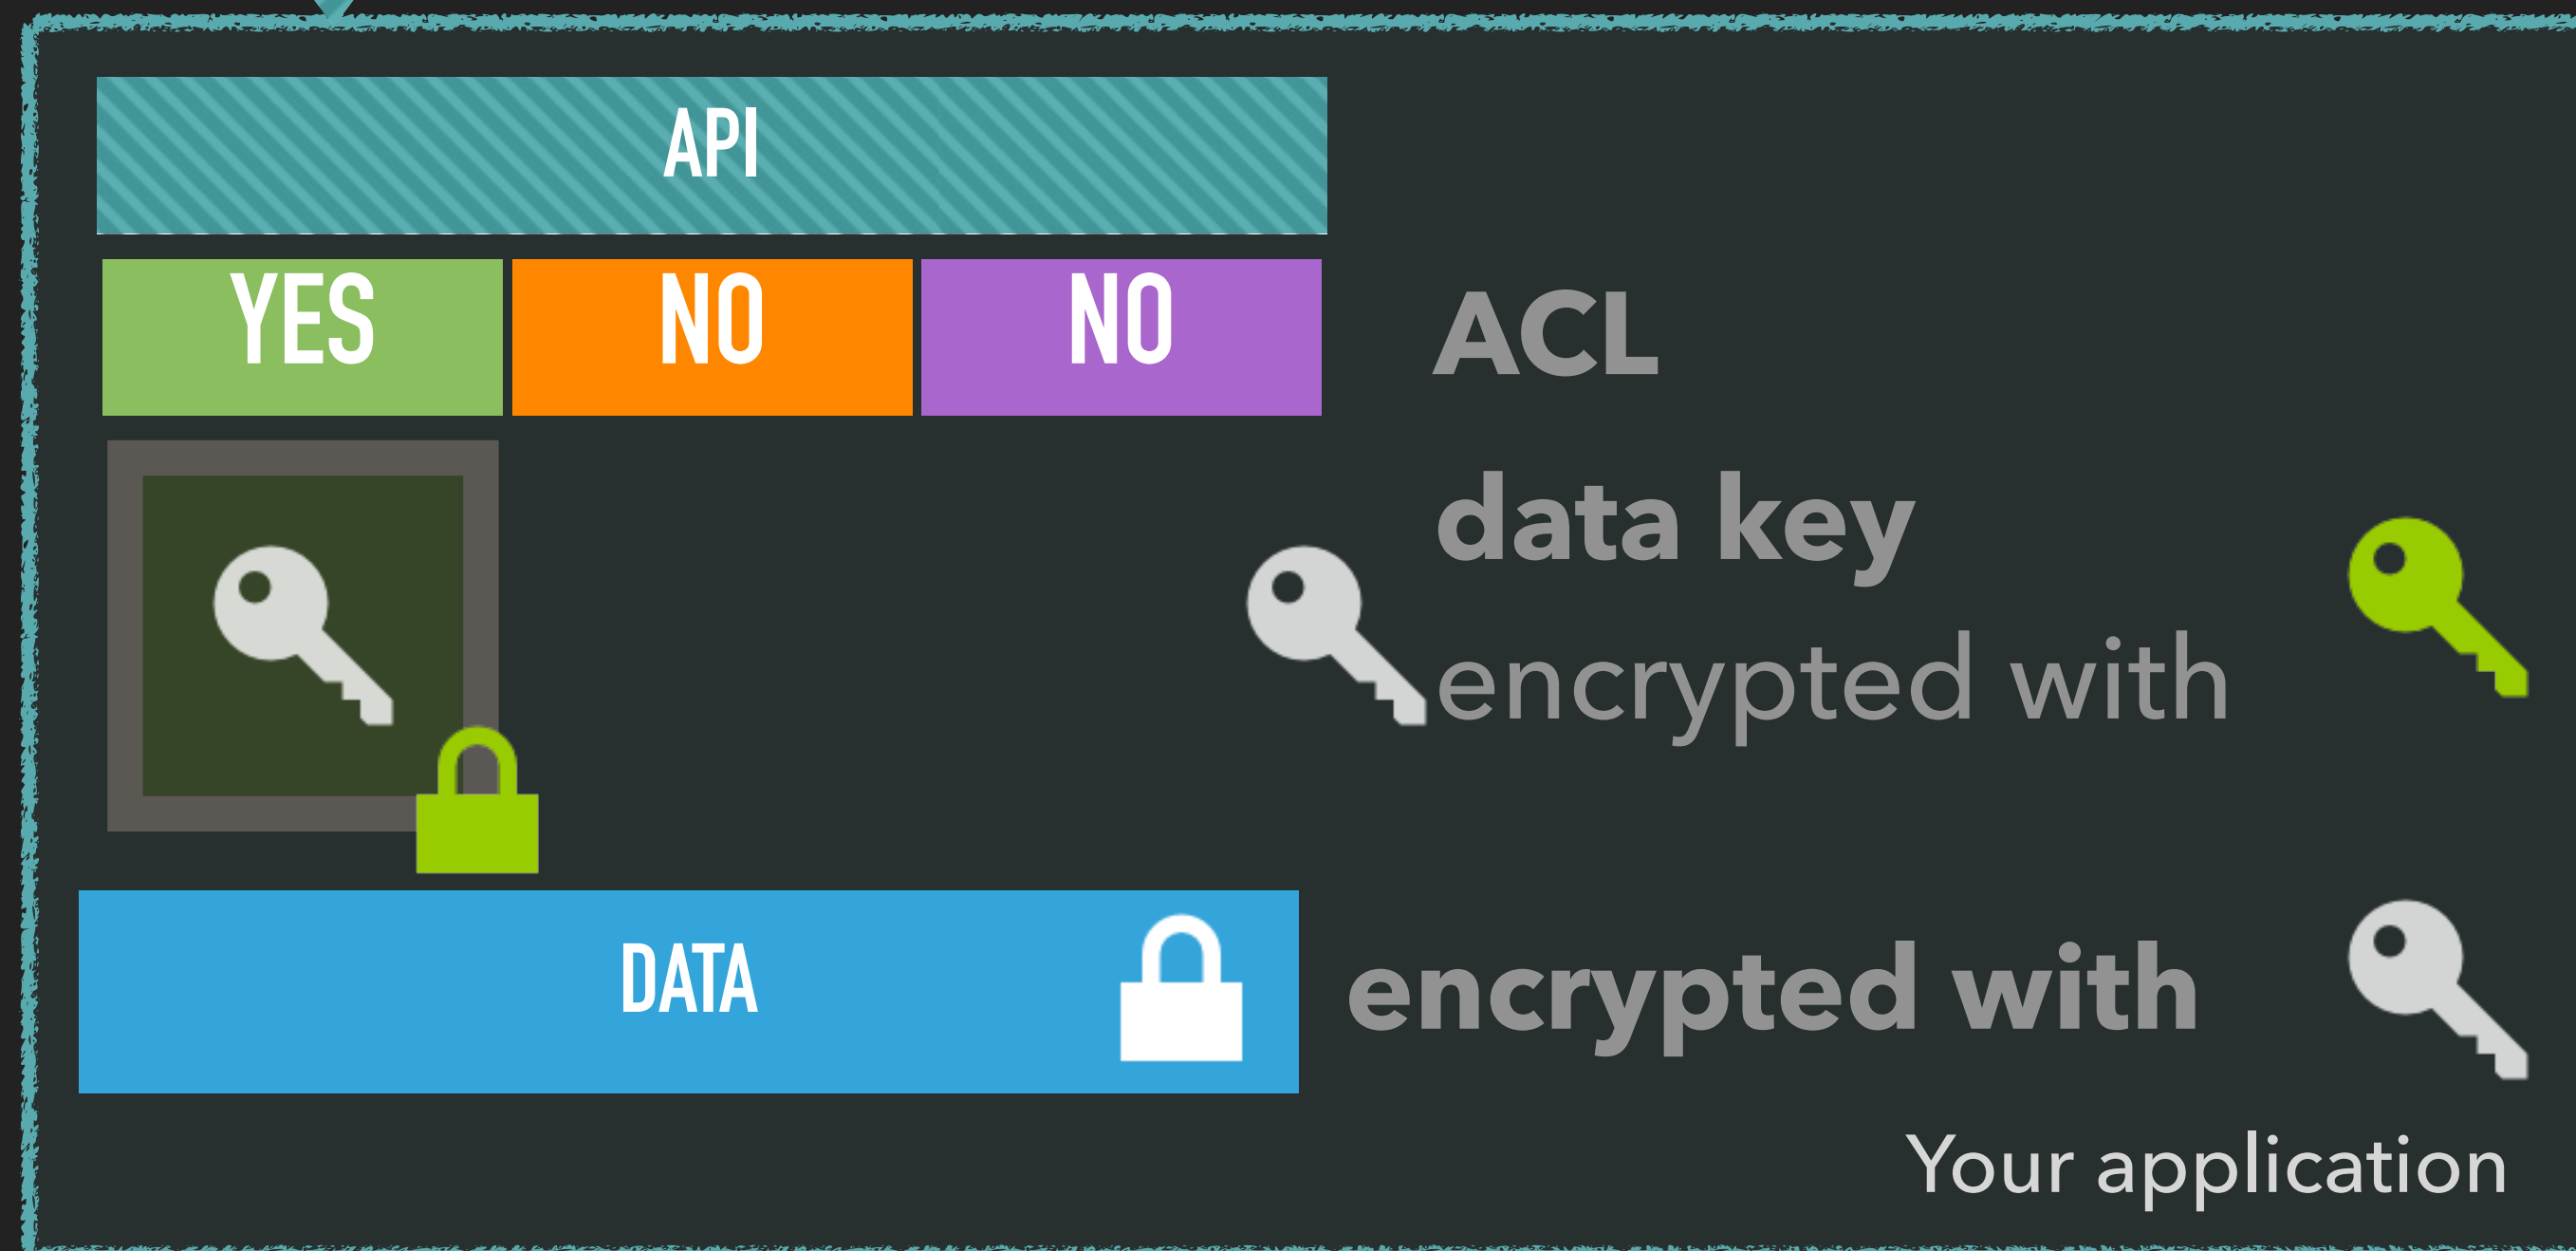 API
YES NO NO ACL
data key
encrypted with
DATA encrypted with
Your application